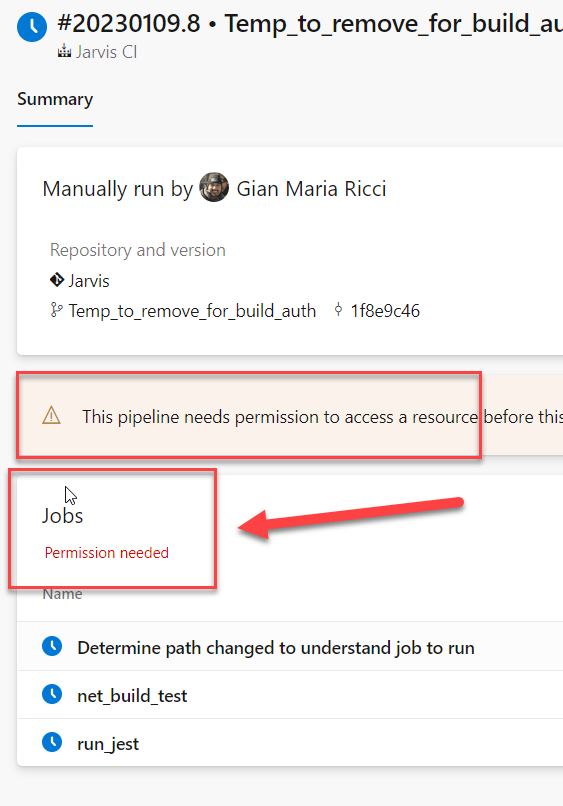 #20230109.8 • Temp_to_remove_for_build_au
Jarvis CI
Summary
Manually run by Gian Maria Ricci
Repository and version
Jarvis
Temp_to_remove_for_build_auth 1f8e9c46
This pipeline needs permission to access a resource before this
Jobs
Permission needed
Name
Determine path changed to understand job to run
net_build_test
run_jest